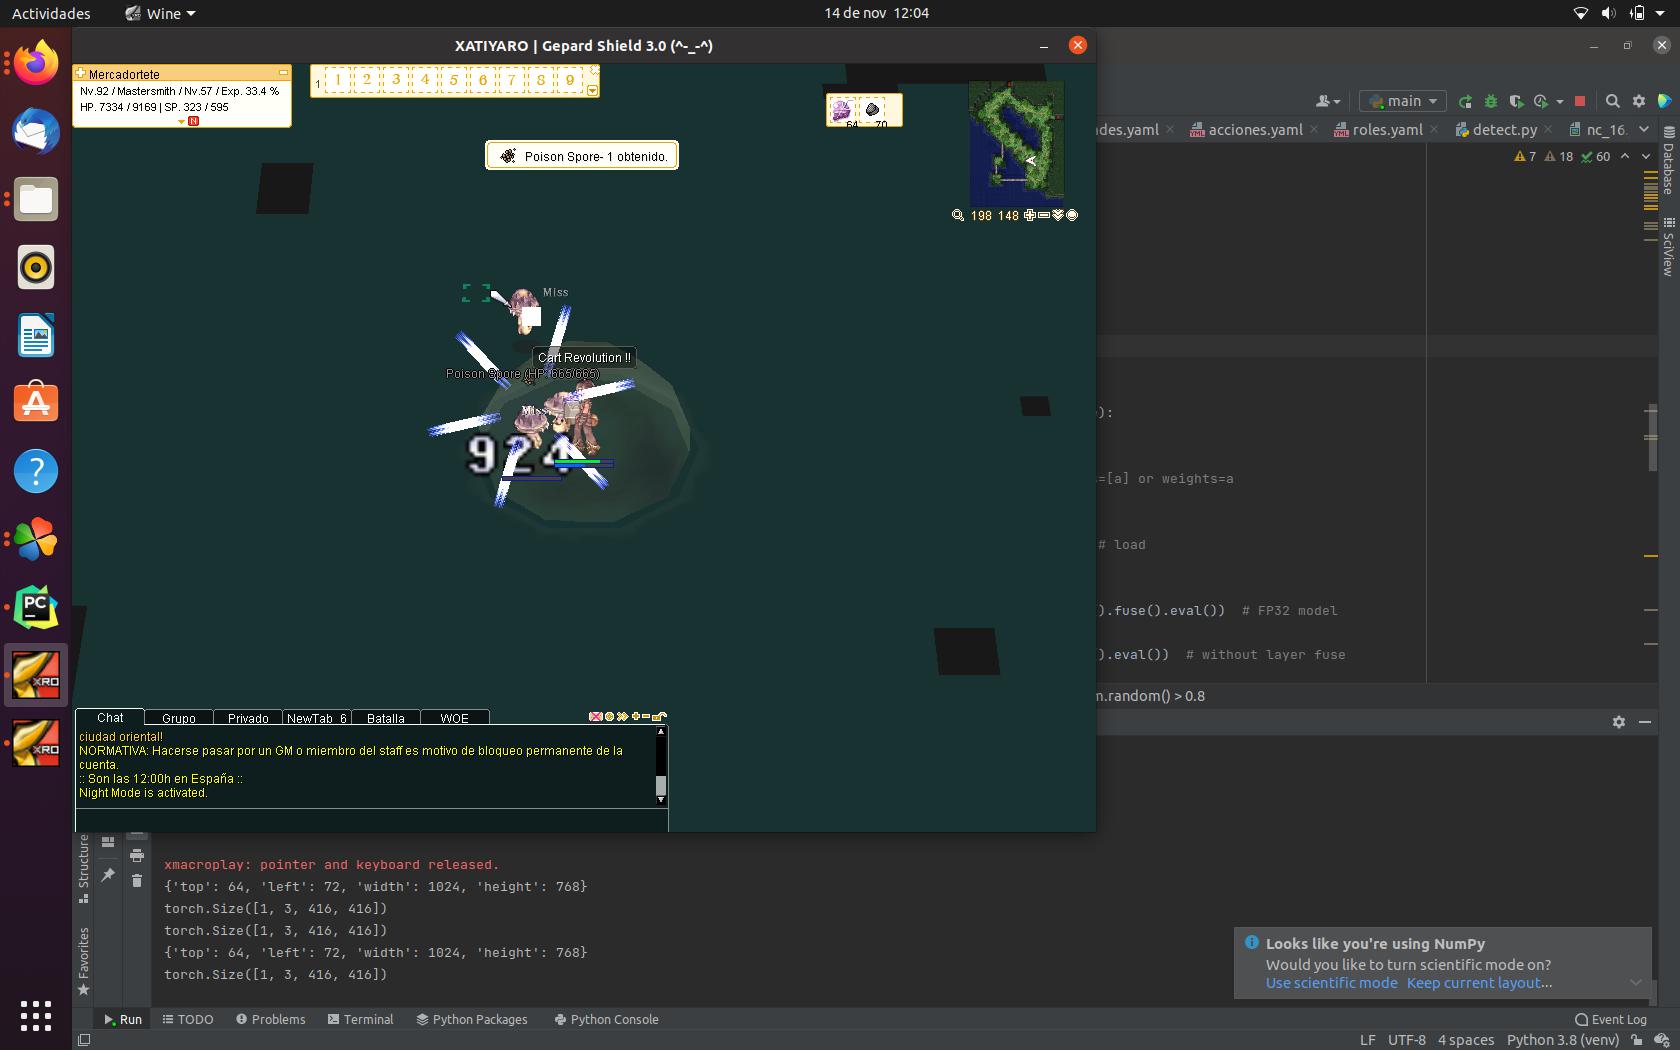 Actividades
Wine
14 de nov 12:04
XATIYARO | Gepard Shield 3.0 (^-_-^)
Mercadortete
Nv.92 / Mastersmith / Nv.57 / Exp. 33.4 %
HP. 7334 / 9169 | SP. 323 / 595
N
1 1 2 3 4 5 6 7 8 9
64 70
Poison Spore- 1 obtenido.
198 148
Miss
Cart Revolution !!
Poison Spore (HP:665/665)
Miss
924
main
des.yaml
acciones.yaml
roles.yaml
detect.py
nc_16.
7 18 60
Database
SciView
):
=[a] or weights=a
# load
).fuse().eval()) # FP32 model
).eval()) # without layer fuse
m.random() > 0.8
Chat Grupo Privado NewTab_6 Batalla WOE
ciudad oriental!
NORMATIVA: Hacerse pasar por un GM o miembro del staff es motivo de bloqueo permanente de la
cuenta.
:: Son las 12:00h en España ::
Night Mode is activated.
PC
XRO
XRO
Structure
Favorites
xmacroplay: pointer and keyboard released.
{'top': 64, 'left': 72, 'width': 1024, 'height': 768}
torch.Size([1, 3, 416, 416])
torch.Size([1, 3, 416, 416])
{'top': 64, 'left': 72, 'width': 1024, 'height': 768}
torch.Size([1, 3, 416, 416])
Looks like you're using NumPy
Would you like to turn scientific mode on?
Use scientific mode Keep current layout...
Run TODO Problems Terminal Python Packages Python Console
Event Log
LF UTF-8 4 spaces Python 3.8 (venv)